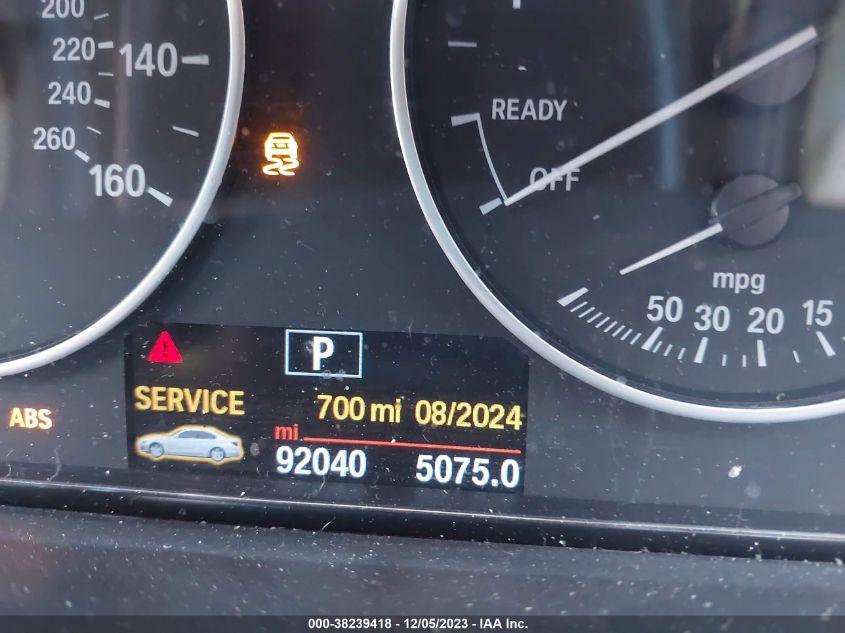 200
220
140
240
260
160
READY
OFF
mpg
50 30 20 15
P
SERVICE 700 mi 08/2024
ABS
mi
92040 5075.0
000-38239418 - 12/05/2023 - IAA Inc.